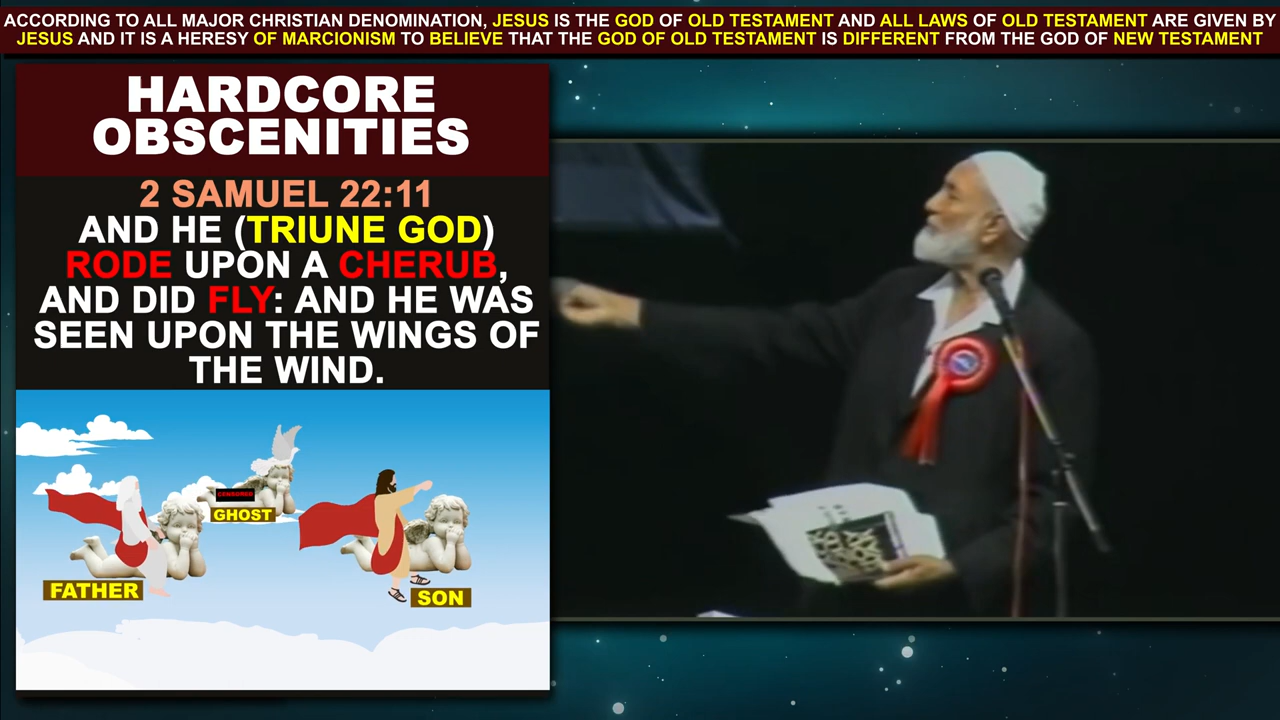 ACCORDING TO ALL MAJOR CHRISTIAN DENOMINATION, JESUS IS THE GOD OF OLD TESTAMENT AND ALL LAWS OF OLD TESTAMENT ARE GIVEN BY
JESUS AND IT IS A HERESY OF MARCIONISM TO BELIEVE THAT THE GOD OF OLD TESTAMENT IS DIFFERENT FROM THE GOD OF NEW TESTAMENT
HARDCORE
OBSCENITIES
2 SAMUEL 22:11
AND HE (TRIUNE GOD)
RODE UPON A CHERUB,
AND DID FLY: AND HE WAS
SEEN UPON THE WINGS OF
THE WIND.
CENSORED
GHOST
FATHER
SON